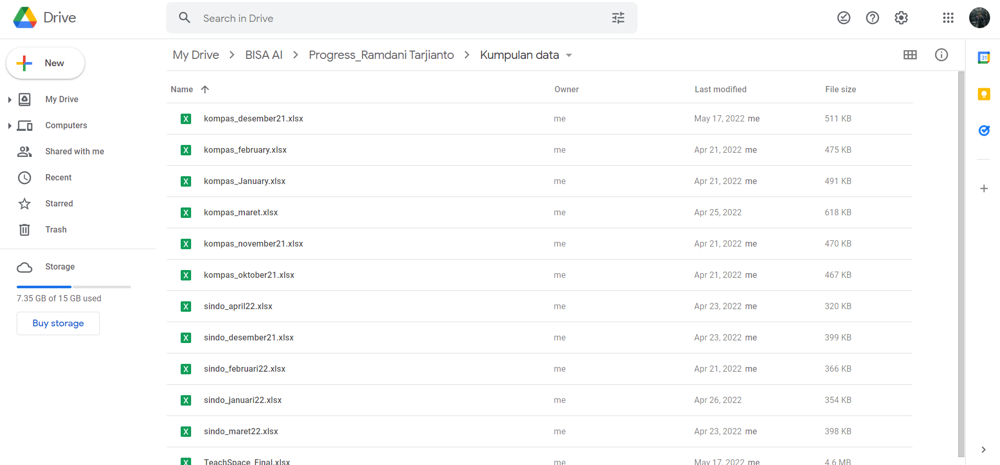 Drive
Search in Drive
New
My Drive
Computers
Shared with me
Recent
Starred
Trash
Storage
7.35 GB of 15 GB used
Buy storage
My Drive > BISA AI > Progress_Ramdani Tarjianto > Kumpulan data
Name Owner Last modified File size
kompas_desember21.xlsx me May 17, 2022 me 511 KB
kompas_february.xlsx me Apr 21, 2022 me 475 KB
kompas_January.xlsx me Apr 21, 2022 me 491 KB
kompas_maret.xlsx me Apr 25, 2022 618 KB
kompas_november21.xlsx me Apr 21, 2022 me 470 KB
kompas_oktober21.xlsx me Apr 21, 2022 me 467 KB
sindo_april22.xlsx me Apr 23, 2022 me 320 KB
sindo_desember21.xlsx me Apr 23, 2022 me 399 KB
sindo_februari22.xlsx me Apr 21, 2022 me 366 KB
sindo_januari22.xlsx me Apr 26, 2022 354 KB
sindo_maret22.xlsx me Apr 23, 2022 me 398 KB
TeachSpace_Final.xlsx me May 17, 2022 me 4.6 MB
31